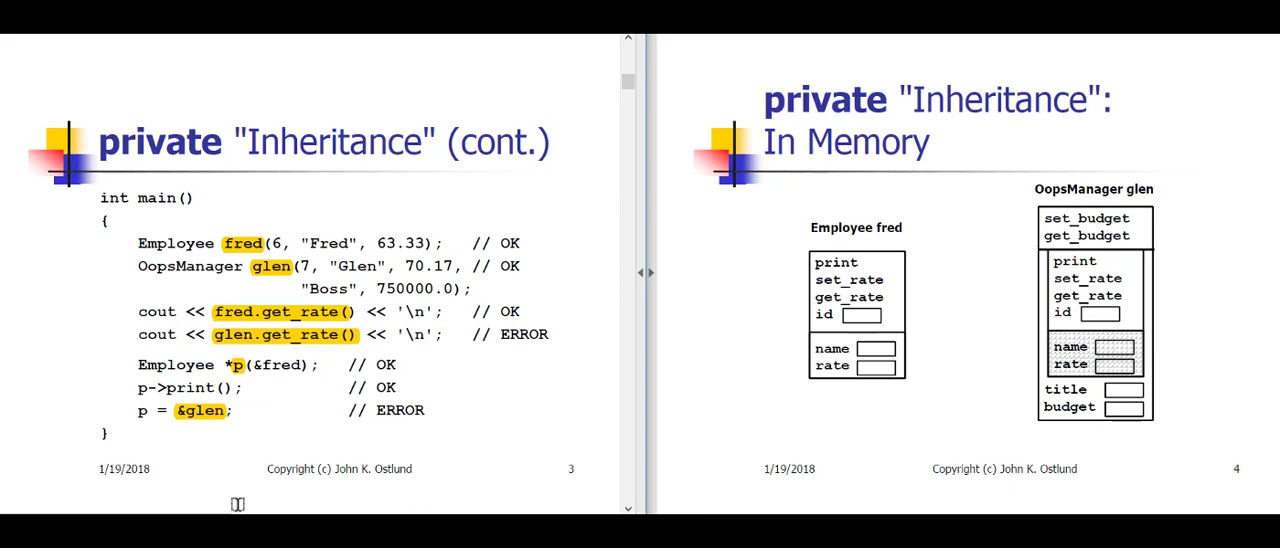 private "Inheritance" (cont.)
int main()
{
Employee fred(6, "Fred", 63.33); // OK
OopsManager glen(7, "Glen", 70.17, // OK
"Boss", 750000.0);
cout << fred.get_rate() << '\n'; // OK
cout << glen.get_rate() << '\n'; // ERROR
Employee *p(&fred); // OK
p->print(); // OK
p = &glen; // ERROR
}
1/19/2018 Copyright (c) John K. Ostlund 3
private "Inheritance":
In Memory
Employee fred
print
set_rate
get_rate
id
name
rate
OopsManager glen
set_budget
get_budget
print
set_rate
get_rate
id
name
rate
title
budget
1/19/2018 Copyright (c) John K. Ostlund 4